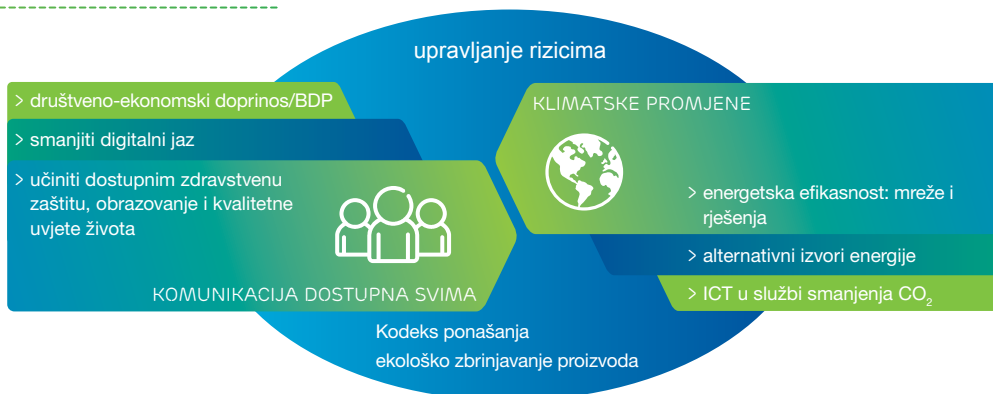 upravljanje rizicima
> društveno-ekonomski doprinos/BDP
> smanjiti digitalni jaz
> učiniti dostupnim zdravstvenu
zaštitu, obrazovanje i kvalitetne
uvjete života
KOMUNIKACIJA DOSTUPNA SVIMA
KLIMATSKE PROMJENE
> energetska efikasnost: mreže i
rješenja
> alternativni izvori energije
> ICT u službi smanjenja CO₂
Kodeks ponašanja
ekološko zbrinjavanje proizvoda